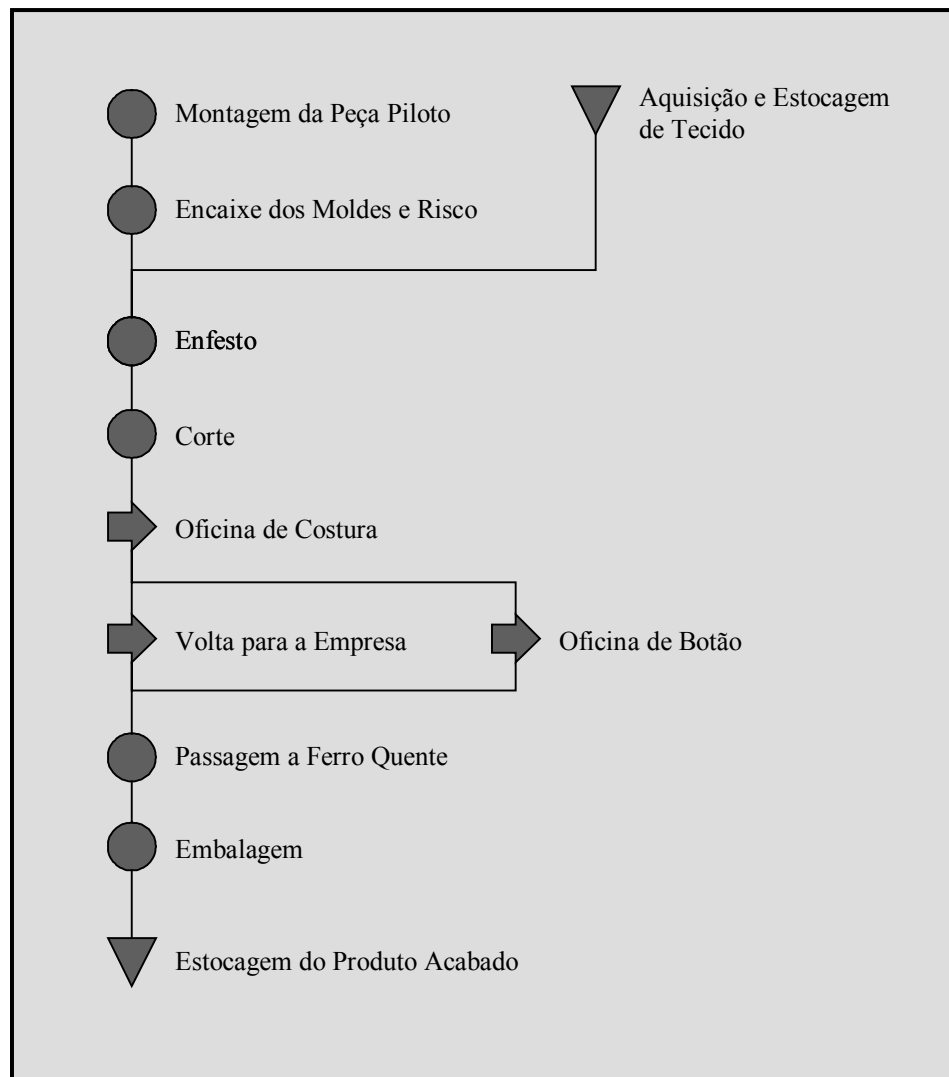 Montagem da Peça Piloto
Aquisição e Estocagem
de Tecido
Encaixe dos Moldes e Risco
Enfesto
Corte
Oficina de Costura
Volta para a Empresa
Oficina de Botão
Passagem a Ferro Quente
Embalagem
Estocagem do Produto Acabado